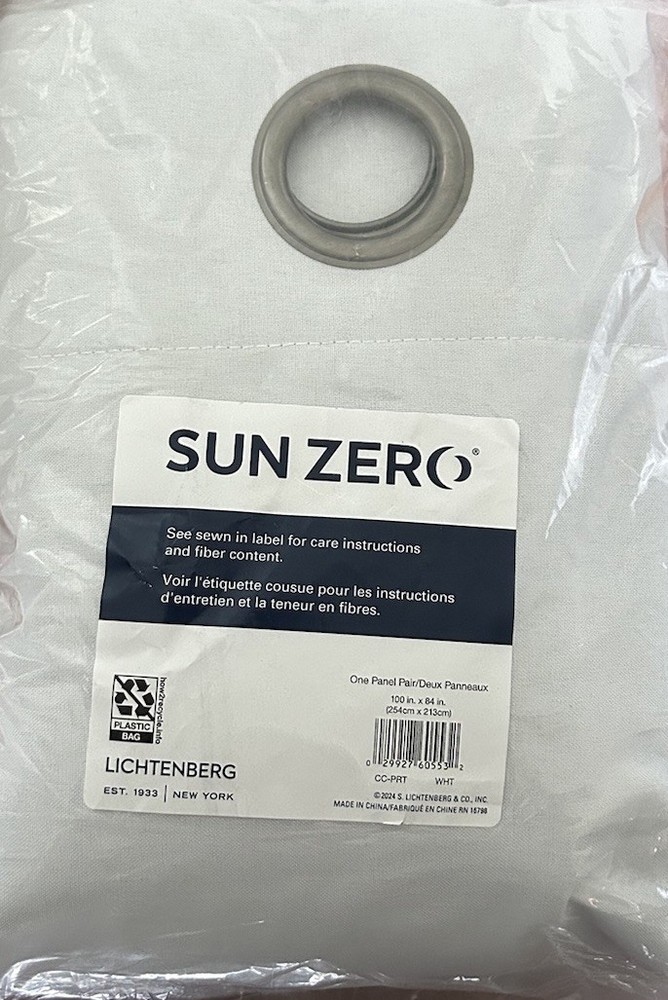 SUN ZERO®
See sewn in label for care instructions
and fiber content.
Voir l'étiquette cousue pour les instructions
d'entretien et la teneur en fibres.
how2recycle.info
PLASTIC
BAG
One Panel Pair/Deux Panneaux
100 in. x 84 in.
(254cm x 213cm)
0 29927 60553 2
CC-PRT WHT
LICHTENBERG
EST. 1933 | NEW YORK
©2024 S. LICHTENBERG & CO., INC.
MADE IN CHINA/FABRIQUÉ EN CHINE RN 16798